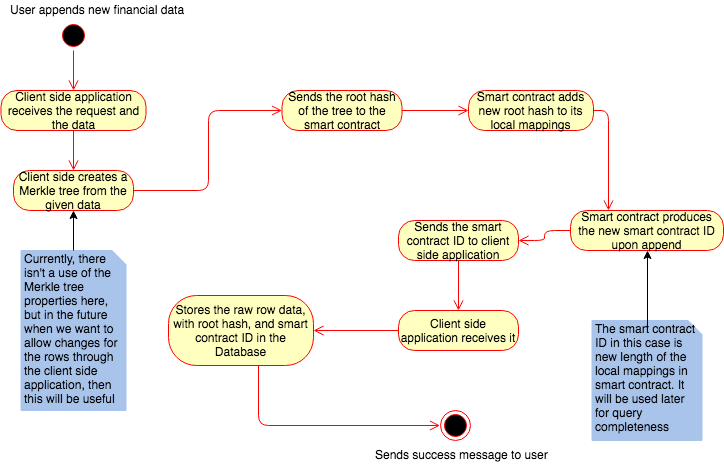 User appends new financial data
Client side application
receives the request and
the data
Client side creates a
Merkle tree from the
given data
Sends the root hash
of the tree to the
smart contract
Smart contract adds
new root hash to its
local mappings
Smart contract produces
the new smart contract ID
upon append
Sends the smart
contract ID to client
side application
Client side
application receives it
Stores the raw row data,
with root hash, and smart
contract ID in the
Database
Sends success message to user
Currently, there
isn't a use of the
Merkle tree
properties here,
but in the future
when we want to
allow changes for
the rows through
the client side
application, then
this will be useful
The smart contract
ID in this case is
new length of the
local mappings in
smart contract. It
will be used later
for query
completeness